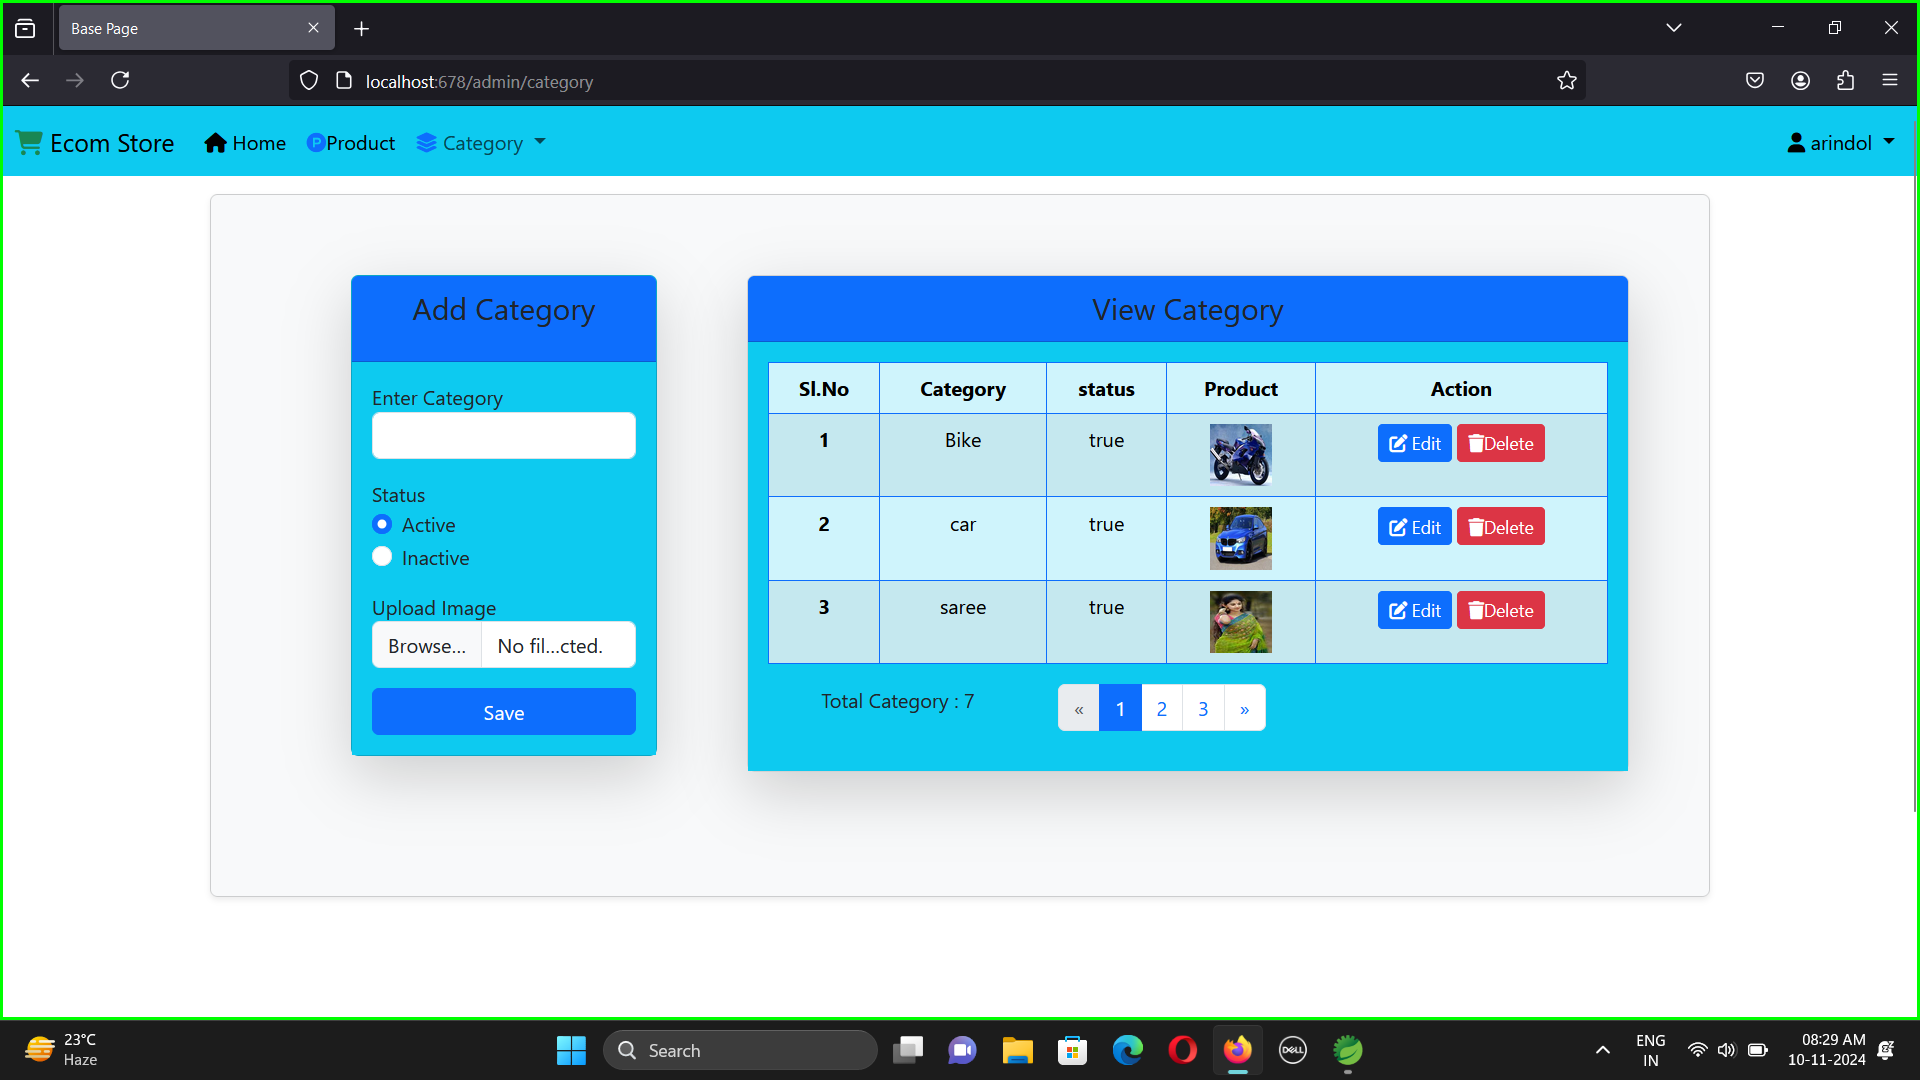 Base Page
localhost:678/admin/category
Ecom Store Home Product Category arindol
Add Category
Enter Category
Status
Active
Inactive
Upload Image
Browse... No fil...cted.
Save
View Category
Sl.No Category status Product Action
1 Bike true Edit Delete
2 car true Edit Delete
3 saree true Edit Delete
Total Category : 7 « 1 2 3 »
23°C
Haze
Search
DELL
ENG
IN
08:29 AM
10-11-2024